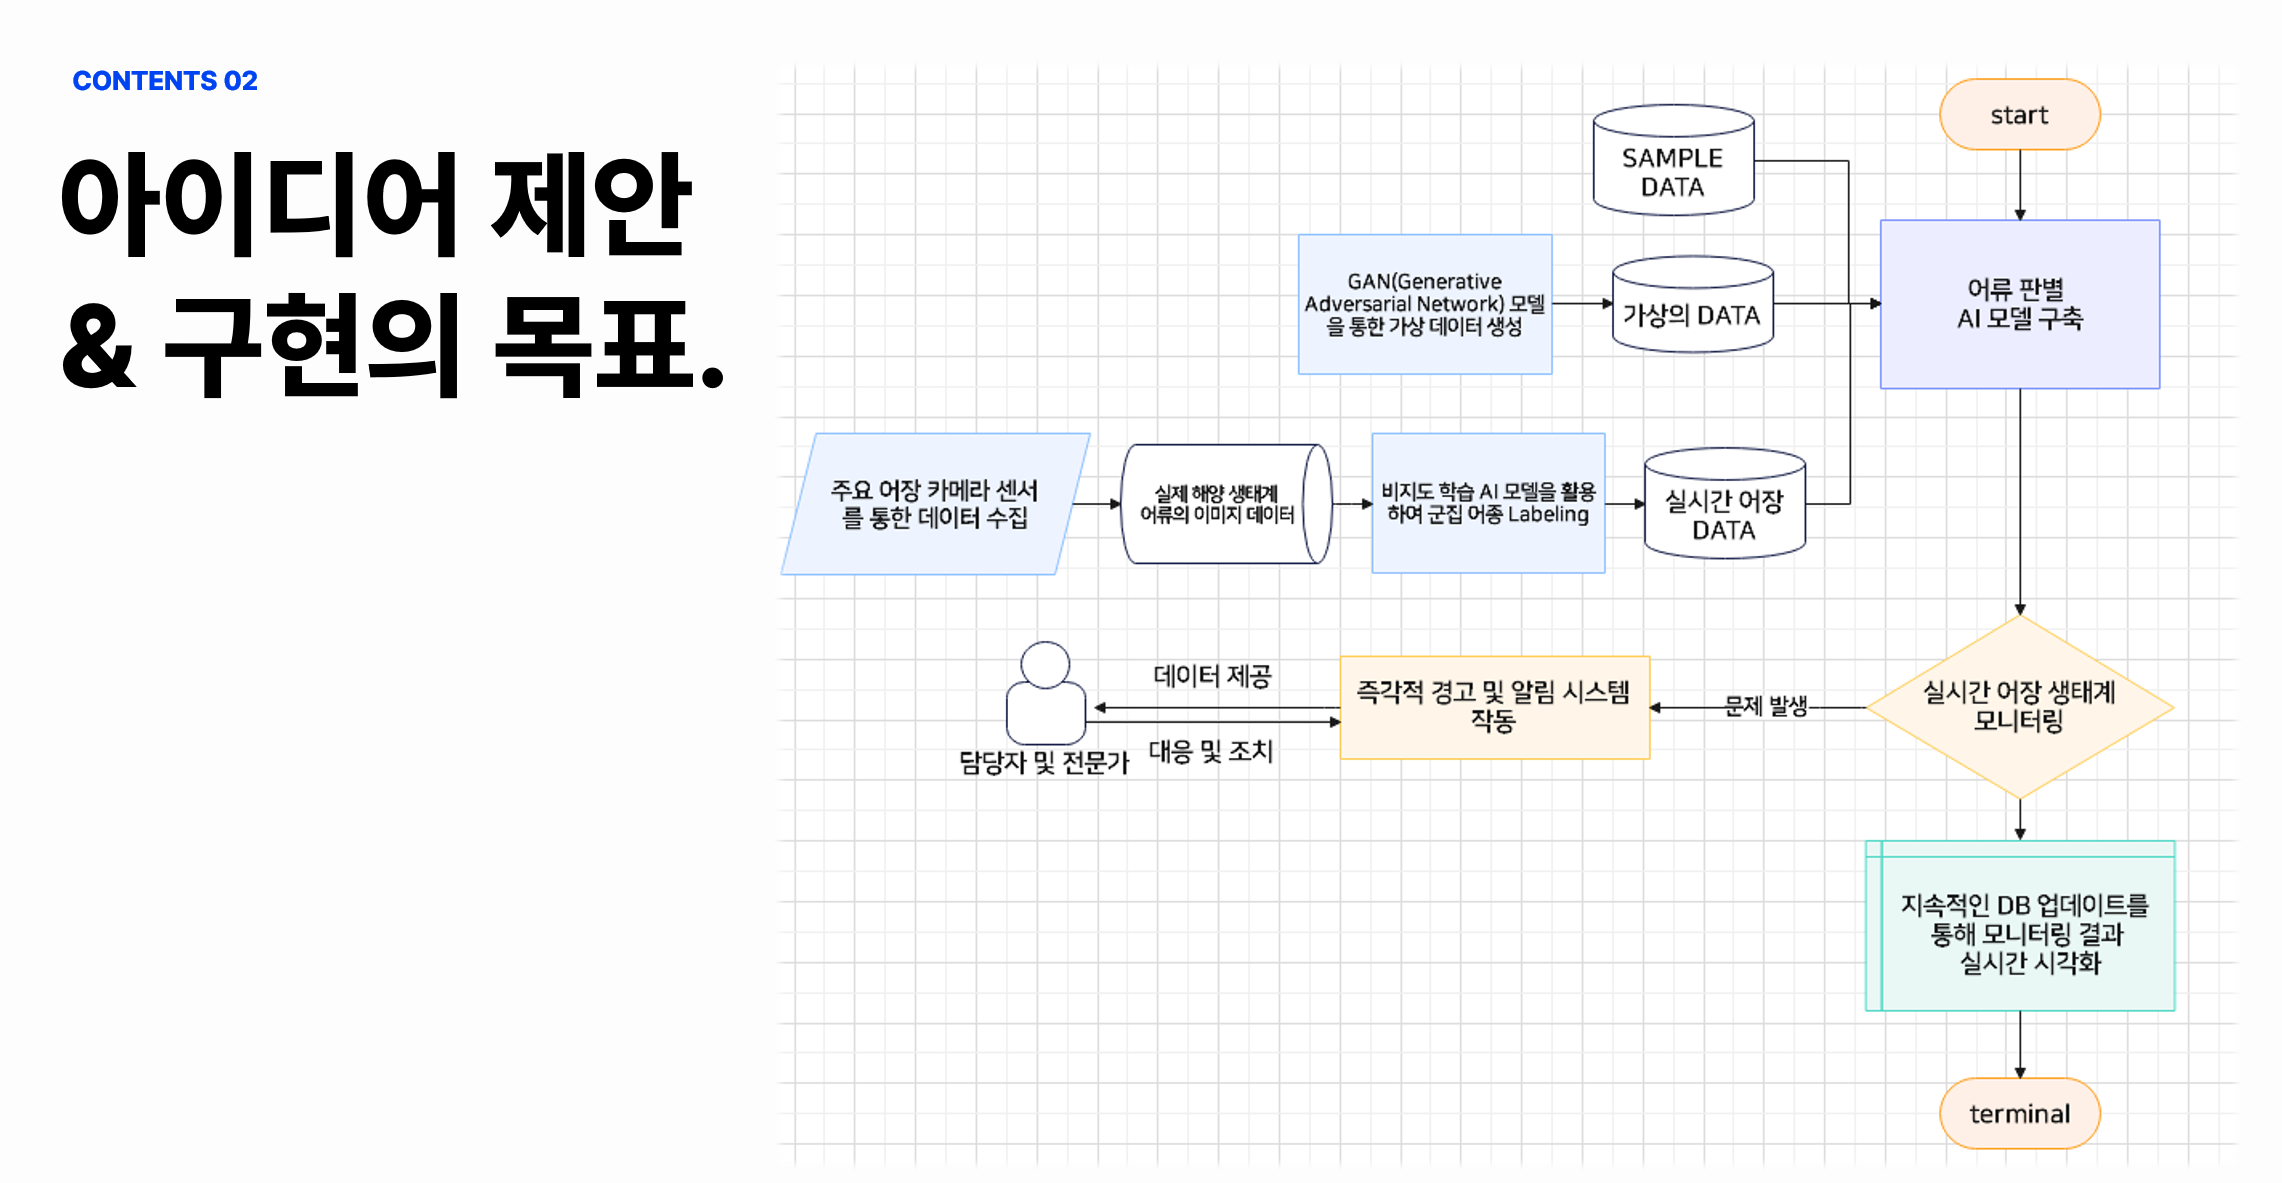 CONTENTS 02
아이디어 제안
& 구현의 목표.
start
SAMPLE
DATA
GAN(Generative
Adversarial Network) 모델
을 통한 가상 데이터 생성
가상의 DATA
어류 판별
AI 모델 구축
주요 어장 카메라 센서
를 통한 데이터 수집
실제 해양 생태계
어류의 이미지 데이터
비지도 학습 AI 모델을 활용
하여 군집 어종 Labeling
실시간 어장
DATA
데이터 제공
대응 및 조치
담당자 및 전문가
즉각적 경고 및 알림 시스템
작동
문제 발생
실시간 어장 생태계
모니터링
지속적인 DB 업데이트를
통해 모니터링 결과
실시간 시각화
terminal